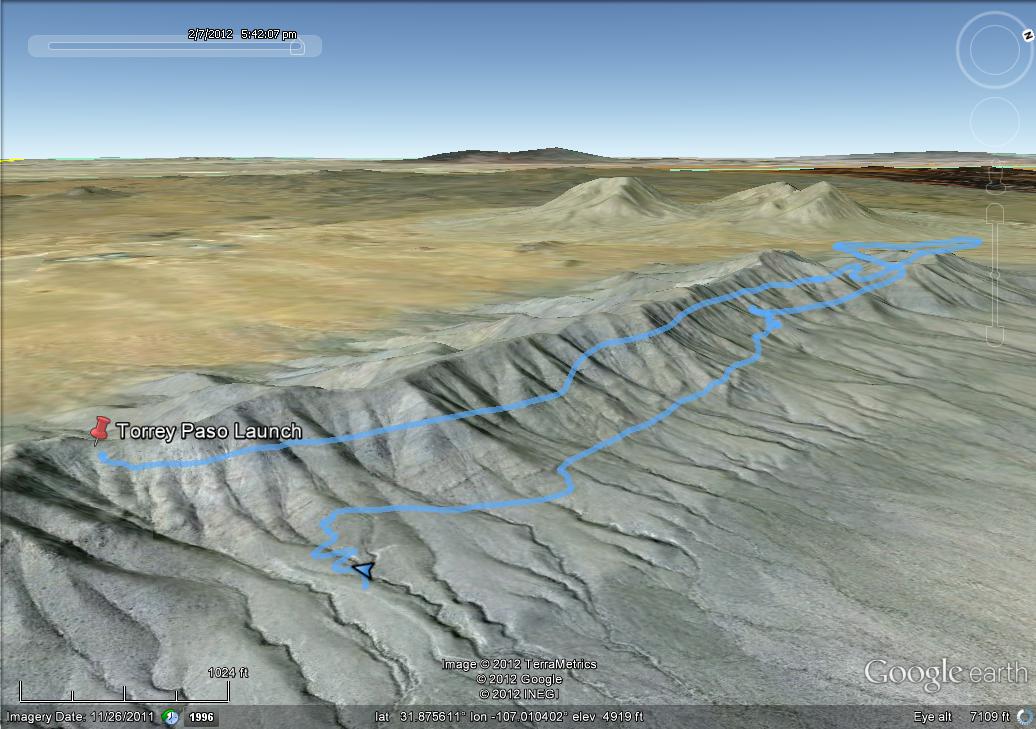 2/7/2012 5:42:07 pm
N
Torrey Paso Launch
1024 ft
Image © 2012 TerraMetrics
© 2012 Google
© 2012 INEGI
Google earth
Imagery Date: 11/26/2011 1996 lat 31.875611° lon -107.010402° elev 4919 ft Eye alt 7109 ft